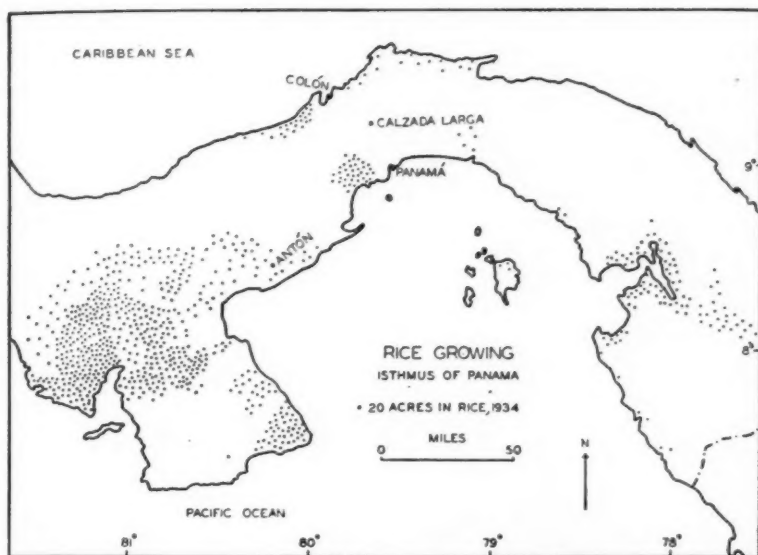 CARIBBEAN SEA
COLÓN
CALZADA LARGA
PANAMÁ
9°
ANTÓN
8°
RICE GROWING
ISTHMUS OF PANAMA
• 20 ACRES IN RICE, 1934
MILES
0 50
N
PACIFIC OCEAN
81° 80° 79° 78°